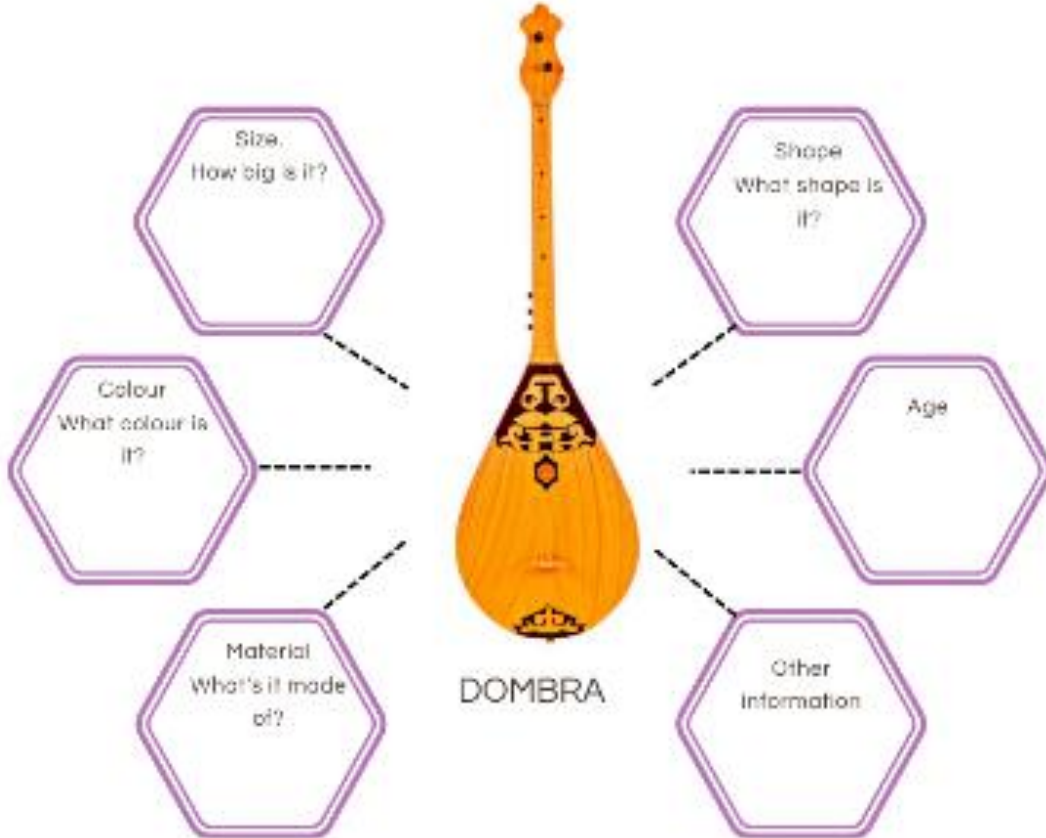 Size.
How big is it?
Shape
What shape is
it?
Colour
What colour is
it?
Age
Material
What's it made
of?
DOMBRA
Other
information